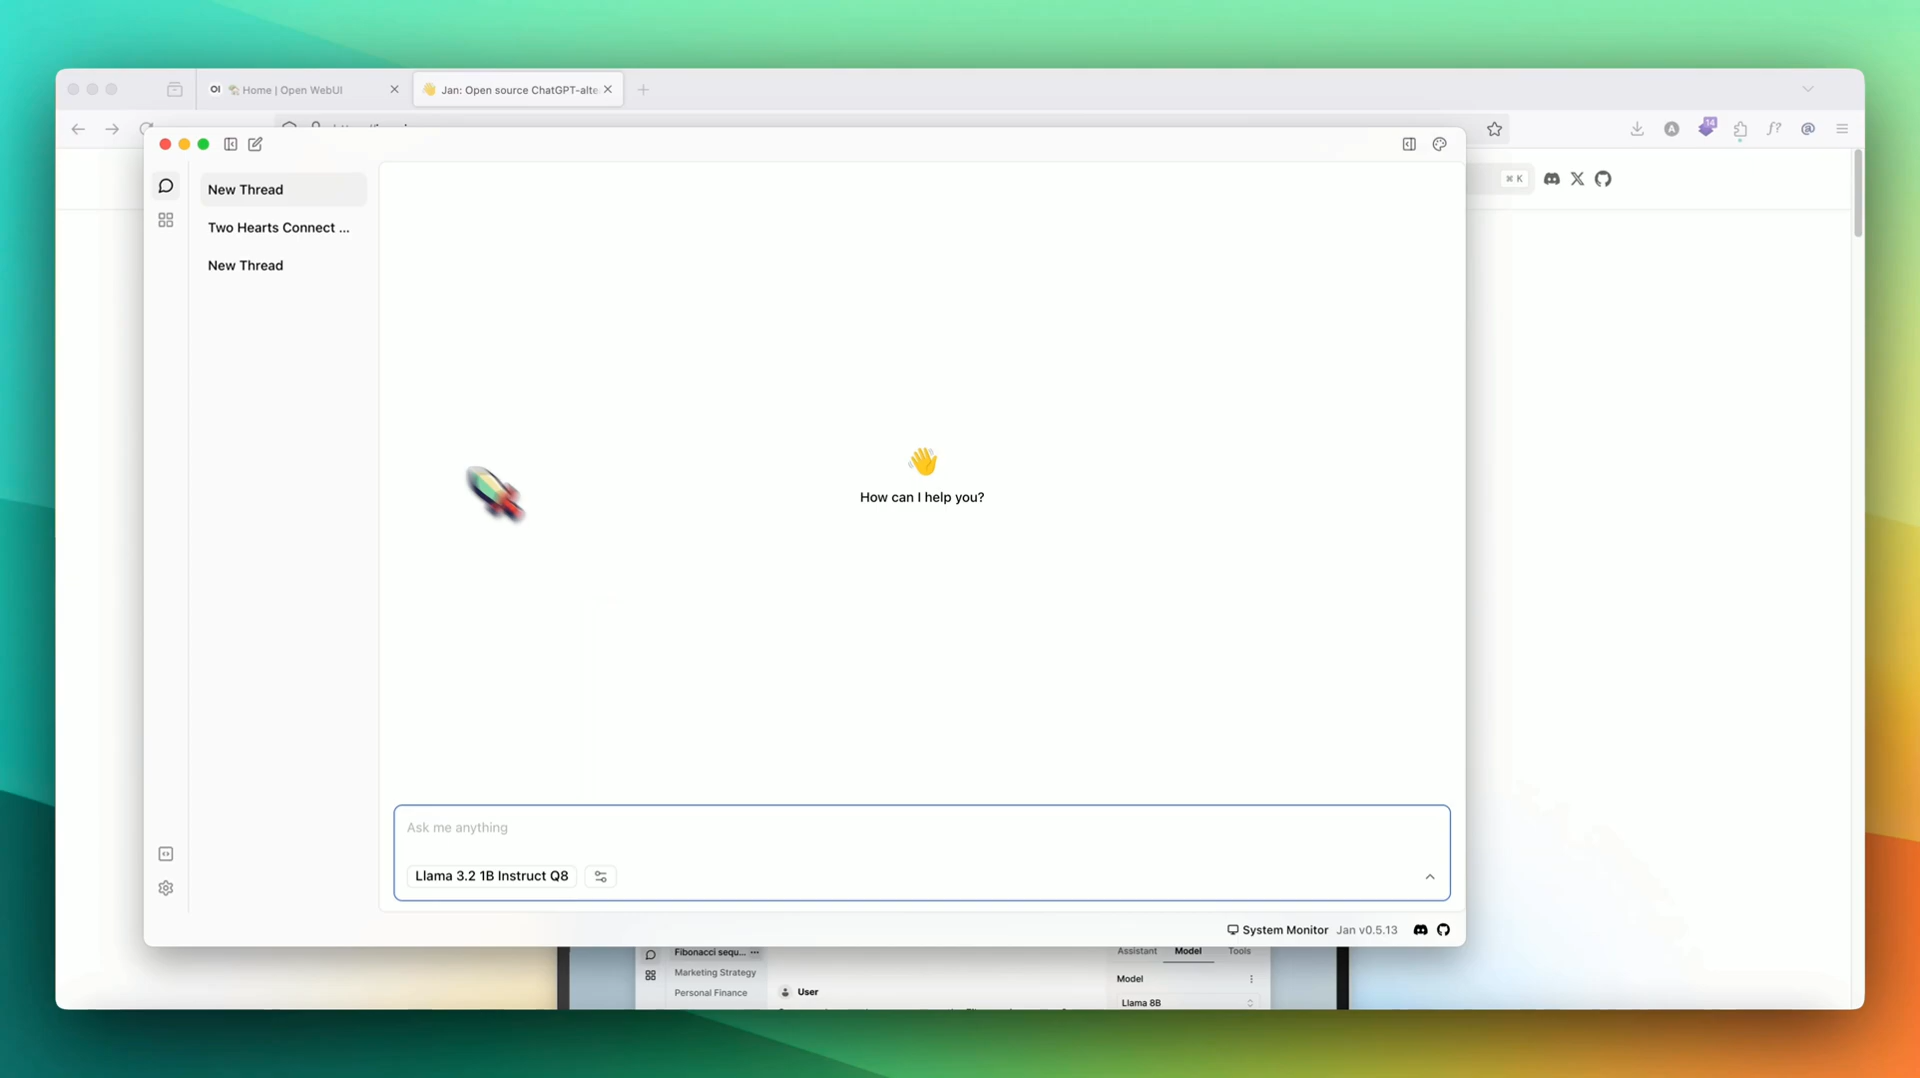 OI Home | Open WebUI
Jan: Open source ChatGPT-alte
A
14
f?
@
⌘ K
New Thread
Two Hearts Connect ...
New Thread
How can I help you?
Ask me anything
Llama 3.2 1B Instruct Q8
System Monitor Jan v0.5.13
Fibonacci sequ... ···
Assistant Model Tools
Marketing Strategy
Model
Personal Finance
User
Llama 8B